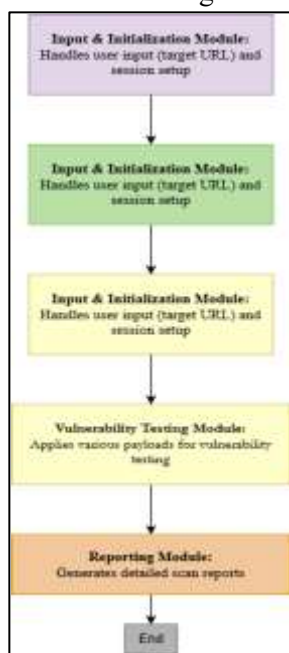 Input & Initialization Module:
Handles user input (target URL) and
session setup
Input & Initialization Module:
Handles user input (target URL) and
session setup
Input & Initialization Module:
Handles user input (target URL) and
session setup
Vulnerability Testing Module:
Applies various payloads for vulnerability
testing
Reporting Module:
Generates detailed scan reports
End